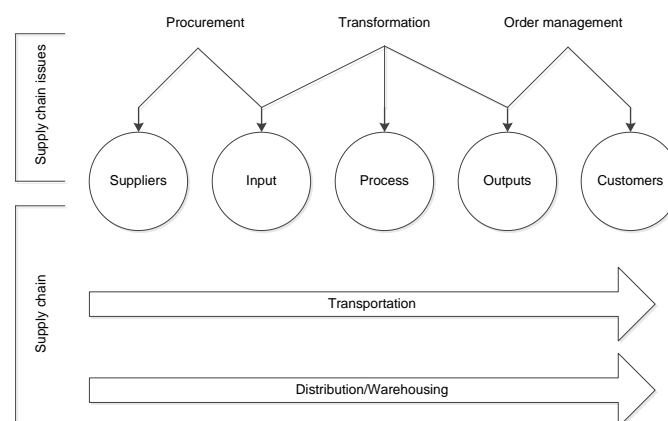 Procurement
Transformation
Order management
Supply chain issues
Suppliers
Input
Process
Outputs
Customers
Supply chain
Transportation
Distribution/Warehousing